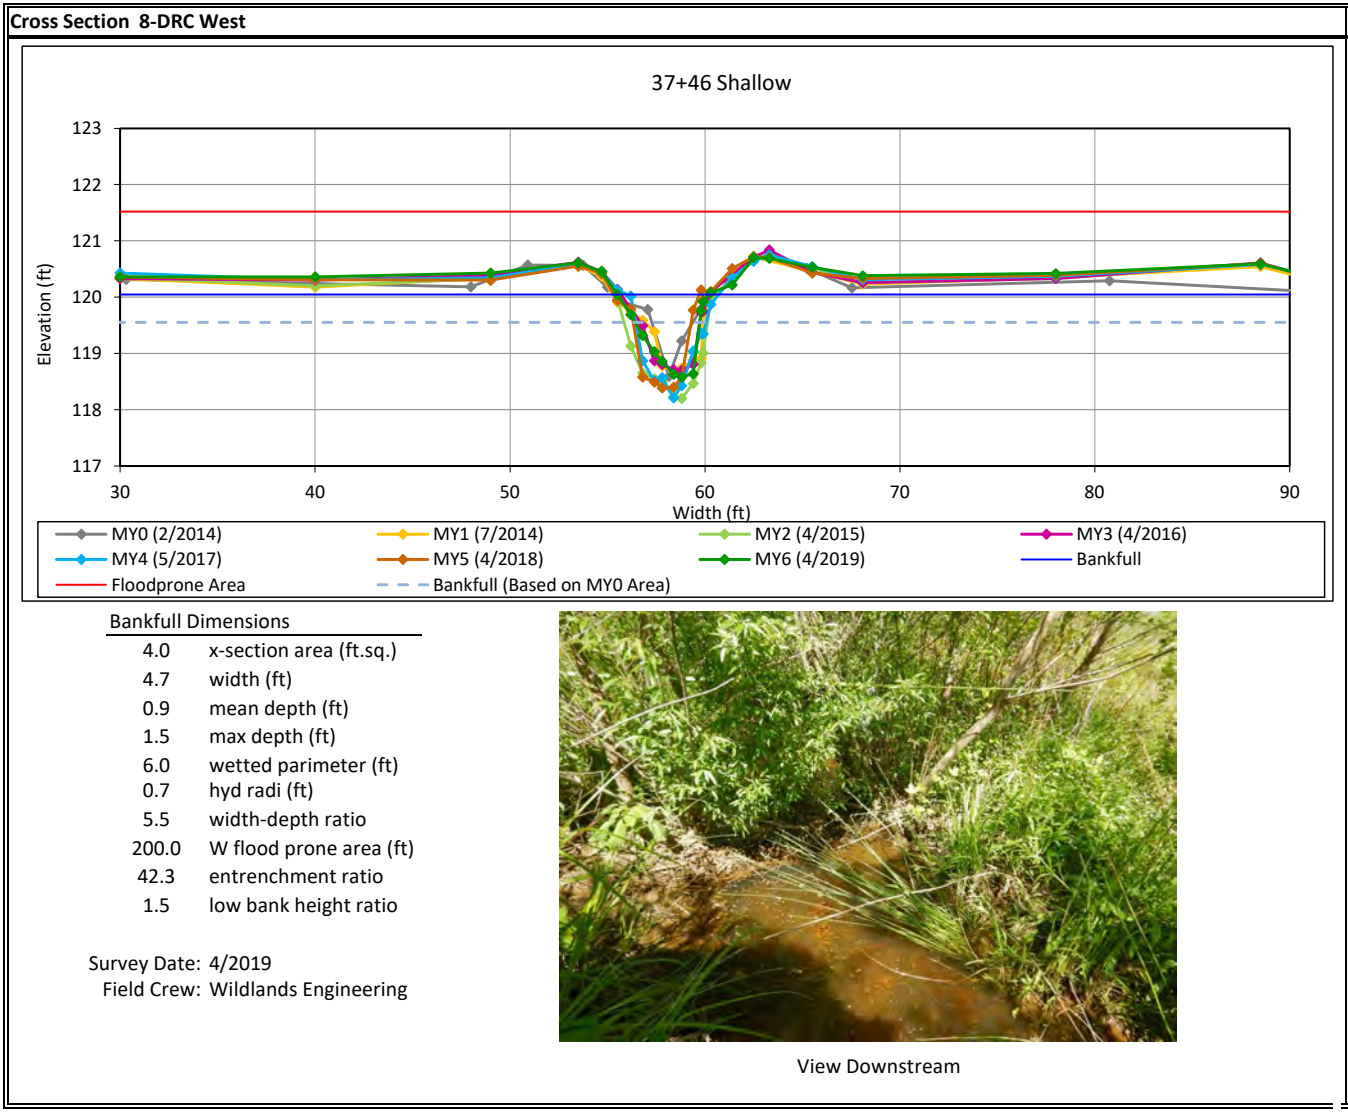 Cross Section 8-DRC West
37+46 Shallow
123
122
121
120
119
118
117
Elevation (ft)
30 40 50 60 70 80 90
Width (ft)
MY0 (2/2014) MY1 (7/2014) MY2 (4/2015) MY3 (4/2016)
MY4 (5/2017) MY5 (4/2018) MY6 (4/2019) Bankfull
Floodprone Area Bankfull (Based on MY0 Area)
Bankfull Dimensions
4.0 x-section area (ft.sq.)
4.7 width (ft)
0.9 mean depth (ft)
1.5 max depth (ft)
6.0 wetted parimeter (ft)
0.7 hyd radi (ft)
5.5 width-depth ratio
200.0 W flood prone area (ft)
42.3 entrenchment ratio
1.5 low bank height ratio
Survey Date: 4/2019
Field Crew: Wildlands Engineering
View Downstream